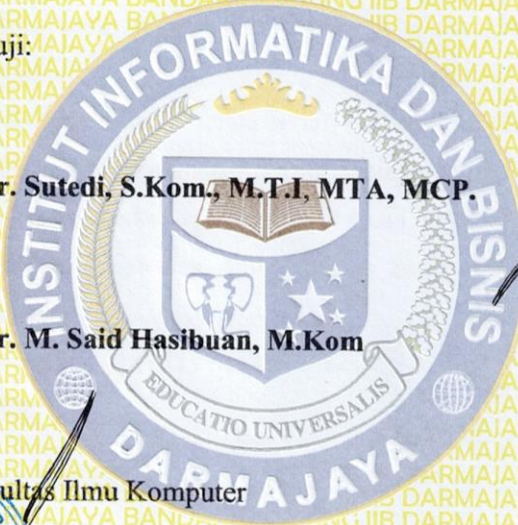 uji:
INSTITUT INFORMATIKA DAN BISNIS
r. Sutedi, S.Kom., M.T.I, MTA, MCP.
r. M. Said Hasibuan, M.Kom
EDUCATIO UNIVERSALIS
DARMAJAYA
ultas Ilmu Komputer